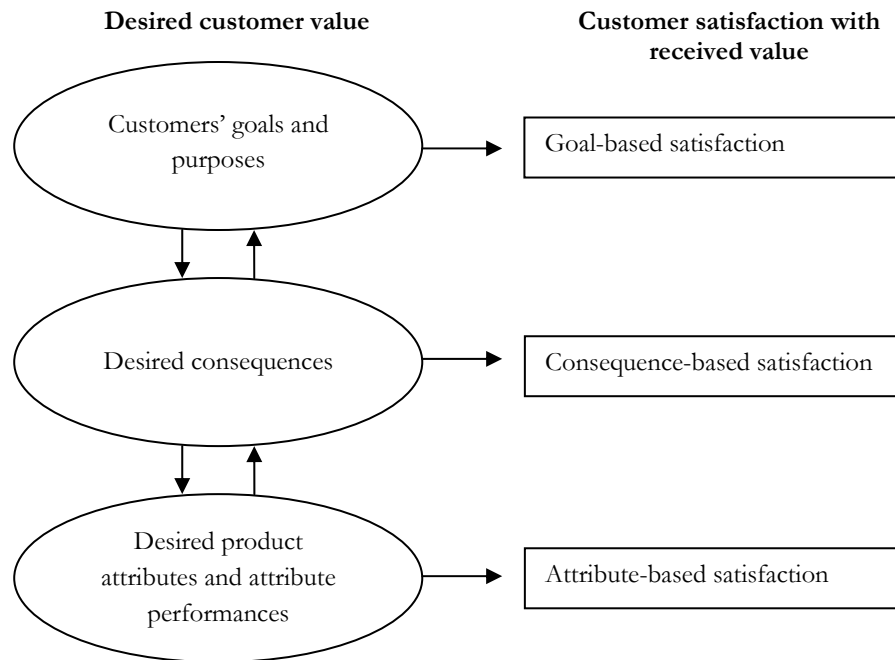 Desired customer value
Customer satisfaction with
received value
Customers’ goals and
purposes
Goal-based satisfaction
Desired consequences
Consequence-based satisfaction
Desired product
attributes and attribute
performances
Attribute-based satisfaction